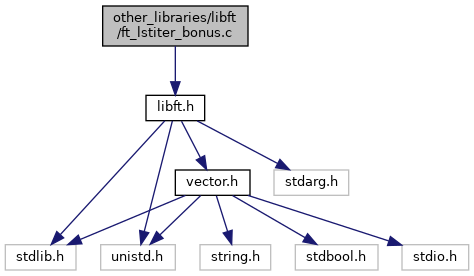 other_libraries/libft
/ft_lstiter_bonus.c
libft.h
vector.h
stdarg.h
stdlib.h
unistd.h
string.h
stdbool.h
stdio.h